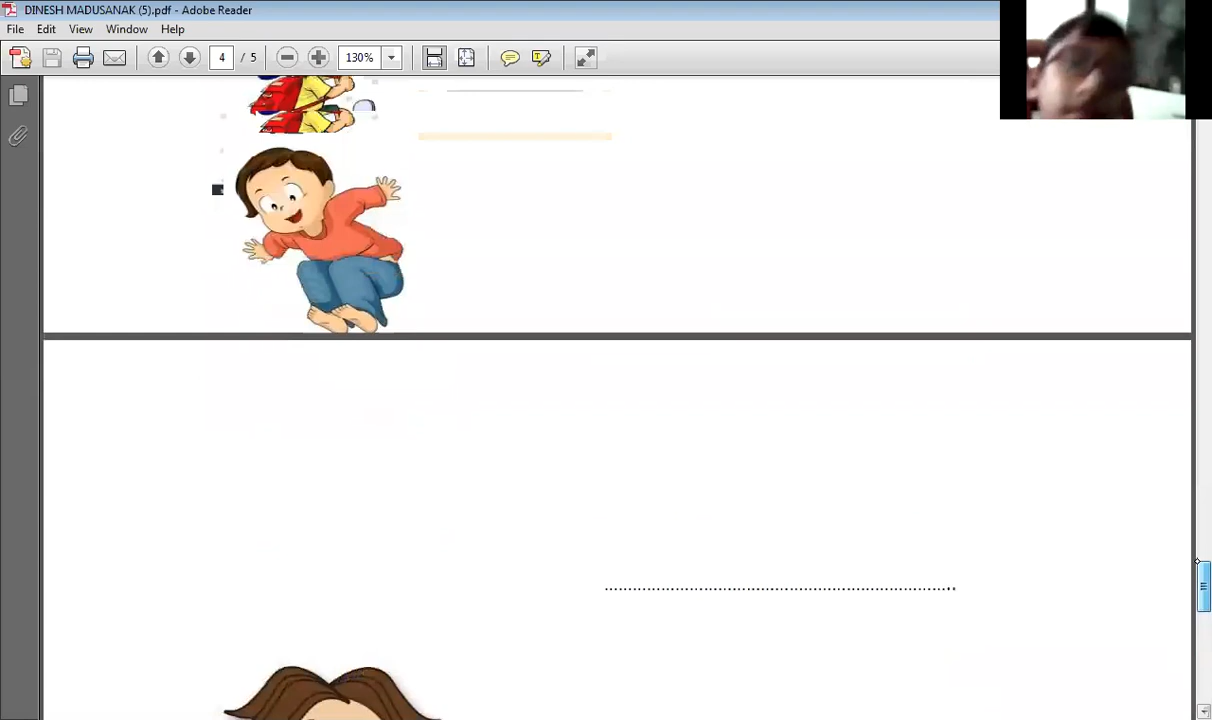 DINESH MADUSANAK (5).pdf - Adobe Reader
File Edit View Window Help
4 / 5 130%
.....................................................................